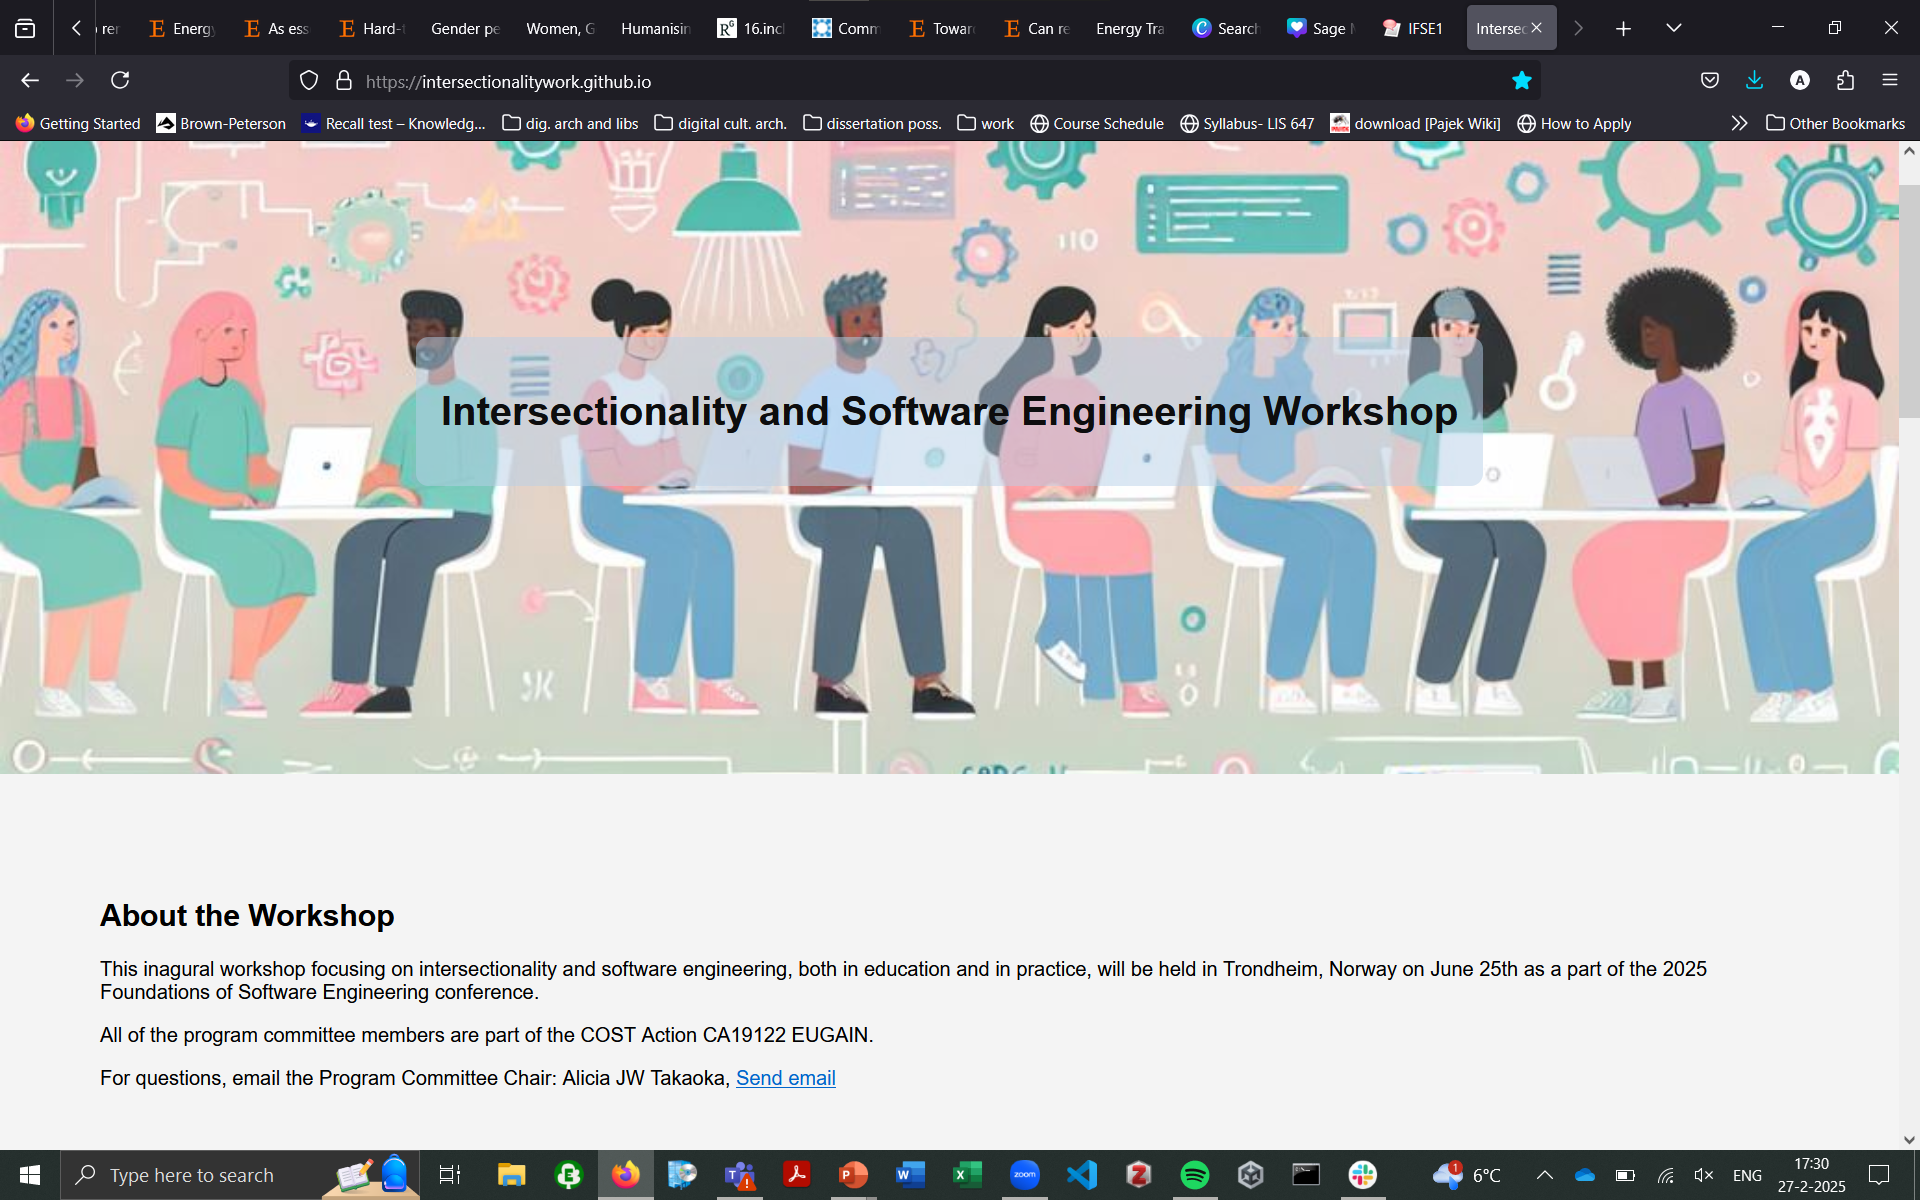 rer
Energy
As ess
Hard-t
Gender pe
Women, G
Humanisin
16.incl
Comm
Towar
Can re
Energy Tra
Search
Sage M
IFSE1
Intersec
https://intersectionalitywork.github.io
Getting Started
Brown-Peterson
Recall test – Knowledg...
dig. arch and libs
digital cult. arch.
dissertation poss.
work
Course Schedule
Syllabus- LIS 647
download [Pajek Wiki]
How to Apply
Other Bookmarks
Intersectionality and Software Engineering Workshop
About the Workshop
This inagural workshop focusing on intersectionality and software engineering, both in education and in practice, will be held in Trondheim, Norway on June 25th as a part of the 2025
Foundations of Software Engineering conference.
All of the program committee members are part of the COST Action CA19122 EUGAIN.
For questions, email the Program Committee Chair: Alicia JW Takaoka, Send email
Type here to search
zoom
1
6°C
ENG
17:30
27-2-2025